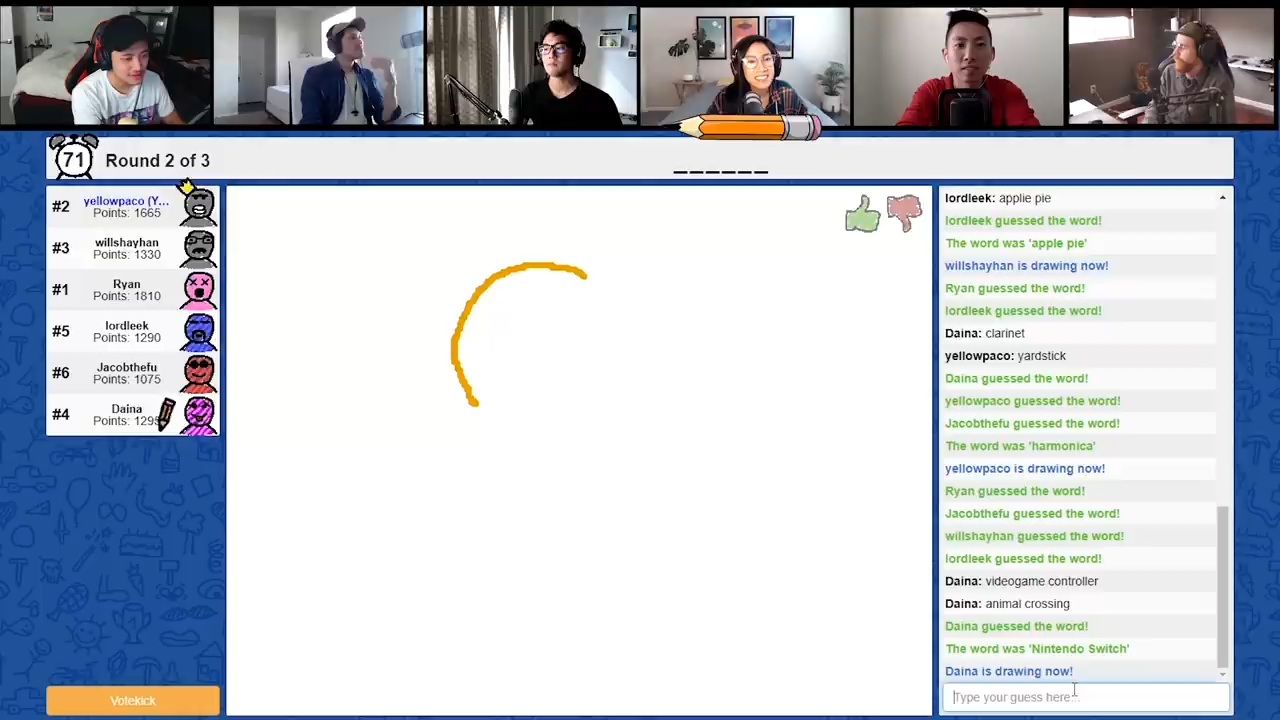 71
Round 2 of 3
______
#2
yellowpaco (Y...
Points: 1665
#3
willshayhan
Points: 1330
#1
Ryan
Points: 1810
#5
lordleek
Points: 1290
#6
Jacobthefu
Points: 1075
#4
Daina
Points: 1295
Votekick
lordleek: applie pie
lordleek guessed the word!
The word was 'apple pie'
willshayhan is drawing now!
Ryan guessed the word!
lordleek guessed the word!
Daina: clarinet
yellowpaco: yardstick
Daina guessed the word!
yellowpaco guessed the word!
Jacobthefu guessed the word!
The word was 'harmonica'
yellowpaco is drawing now!
Ryan guessed the word!
Jacobthefu guessed the word!
willshayhan guessed the word!
lordleek guessed the word!
Daina: videogame controller
Daina: animal crossing
Daina guessed the word!
The word was 'Nintendo Switch'
Daina is drawing now!
Type your guess here...